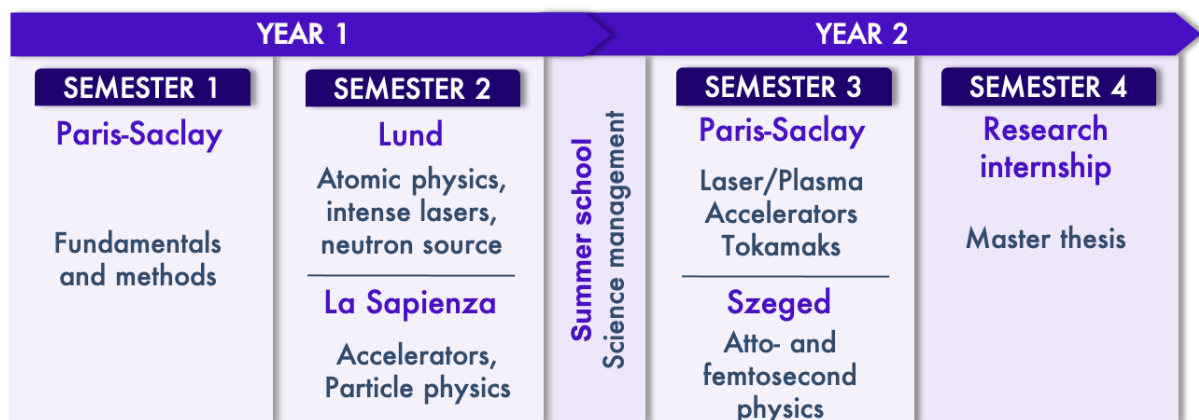 YEAR 1
YEAR 2
SEMESTER 1
Paris-Saclay
Fundamentals
and methods
SEMESTER 2
Lund
Atomic physics,
intense lasers,
neutron source
La Sapienza
Accelerators,
Particle physics
Summer school
Science management
SEMESTER 3
Paris-Saclay
Laser/Plasma
Accelerators
Tokamaks
Szeged
Atto- and
femtosecond
physics
SEMESTER 4
Research
internship
Master thesis